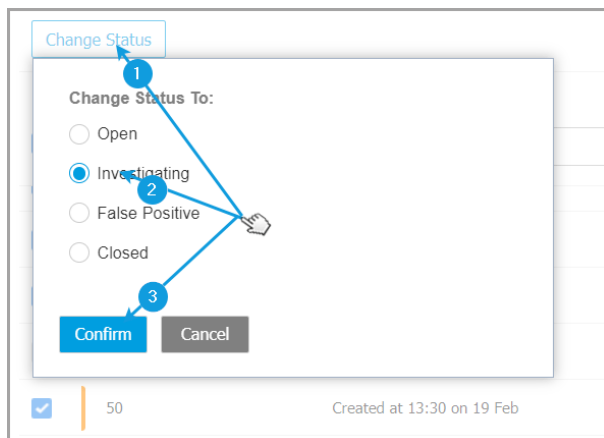 Change Status
1
Change Status To:
Open
Investigating
2
False Positive
Closed
3
Confirm Cancel
50 Created at 13:30 on 19 Feb